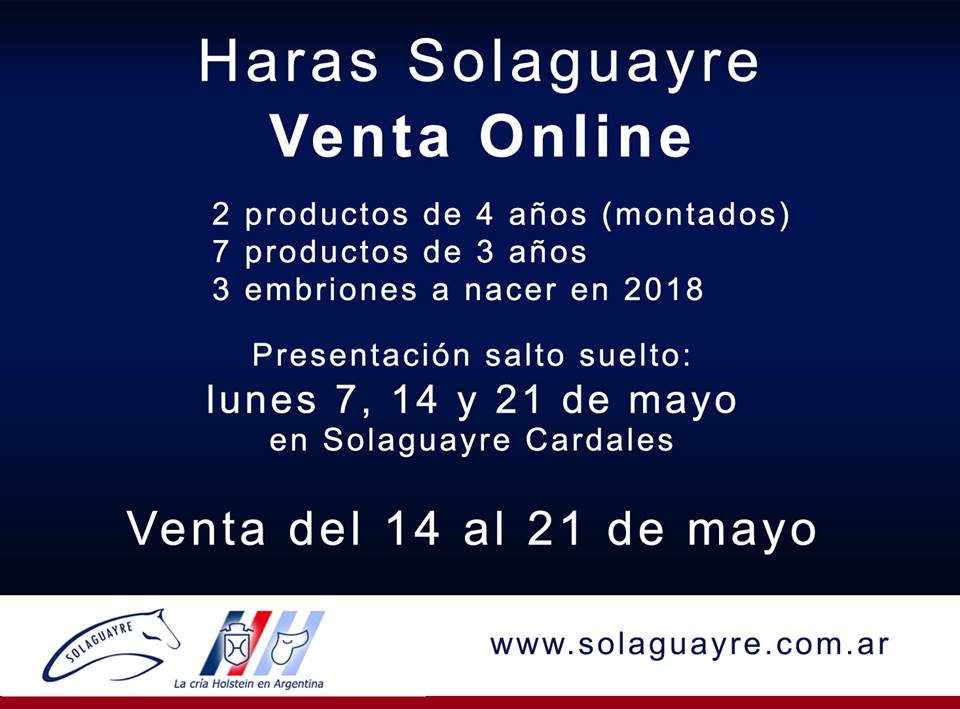 Haras Solaguayre
Venta Online
2 productos de 4 años (montados)
7 productos de 3 años
3 embriones a nacer en 2018
Presentación salto suelto:
lunes 7, 14 y 21 de mayo
en Solaguayre Cardales
Venta del 14 al 21 de mayo
SOLAGUAYRE
La cría Holstein en Argentina
www.solaguayre.com.ar